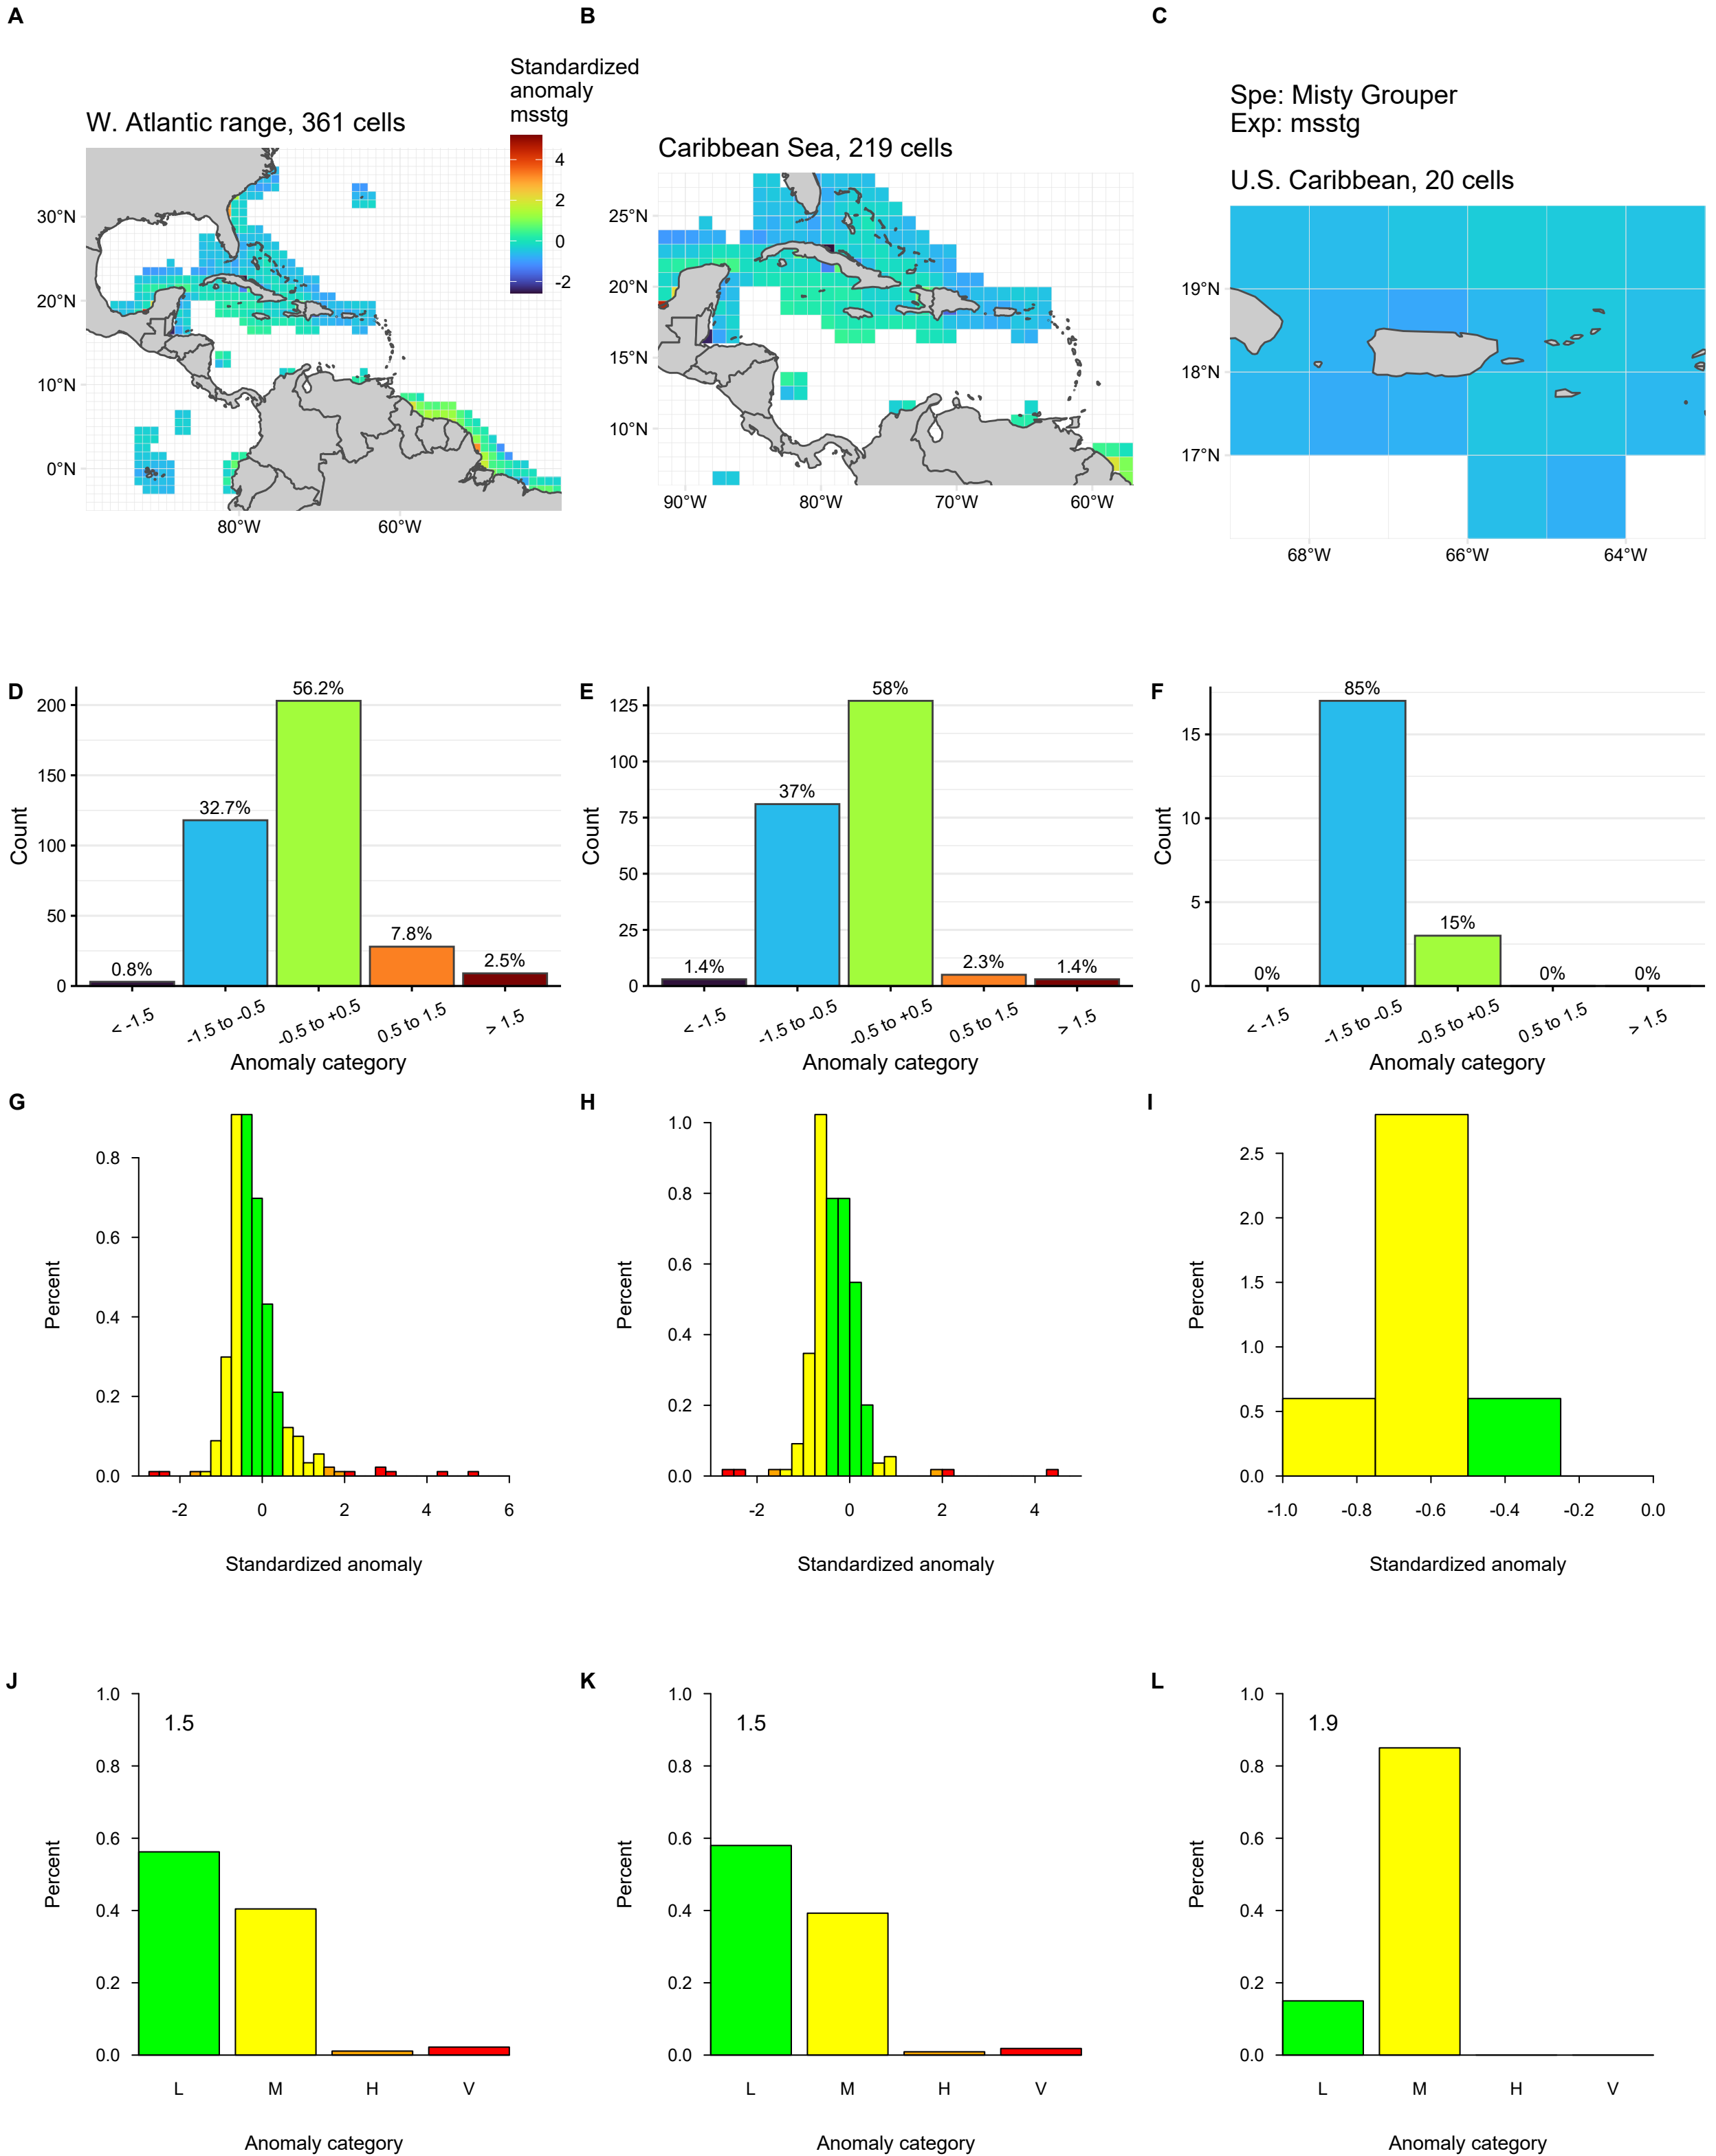 A
B
C
Standardized
anomaly
msstg
4
2
0
-2
W. Atlantic range, 361 cells
30°N
20°N
10°N
0°N
80°W
60°W
Caribbean Sea, 219 cells
25°N
20°N
15°N
10°N
90°W
80°W
70°W
60°W
Spe: Misty Grouper
Exp: msstg
U.S. Caribbean, 20 cells
19°N
18°N
17°N
68°W
66°W
64°W
D
Count
200
150
100
50
0
0.8%
32.7%
56.2%
7.8%
2.5%
< -1.5
-1.5 to -0.5
-0.5 to +0.5
0.5 to 1.5
> 1.5
Anomaly category
E
Count
125
100
75
50
25
0
1.4%
37%
58%
2.3%
1.4%
< -1.5
-1.5 to -0.5
-0.5 to +0.5
0.5 to 1.5
> 1.5
Anomaly category
F
Count
15
10
5
0
0%
85%
15%
0%
0%
< -1.5
-1.5 to -0.5
-0.5 to +0.5
0.5 to 1.5
> 1.5
Anomaly category
G
Percent
0.8
0.6
0.4
0.2
0.0
-2
0
2
4
6
Standardized anomaly
H
Percent
1.0
0.8
0.6
0.4
0.2
0.0
-2
0
2
4
Standardized anomaly
I
Percent
2.5
2.0
1.5
1.0
0.5
0.0
-1.0
-0.8
-0.6
-0.4
-0.2
0.0
Standardized anomaly
J
Percent
1.0
0.8
0.6
0.4
0.2
0.0
1.5
L
M
H
V
Anomaly category
K
Percent
1.0
0.8
0.6
0.4
0.2
0.0
1.5
L
M
H
V
Anomaly category
L
Percent
1.0
0.8
0.6
0.4
0.2
0.0
1.9
L
M
H
V
Anomaly category